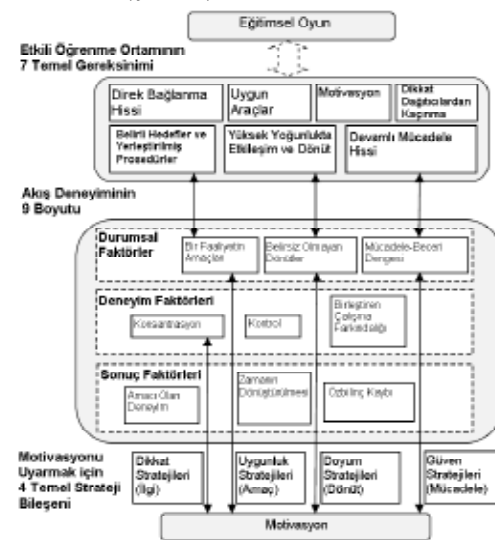 Eğitimsel Oyun
Etkili Öğrenme Ortamının
7 Temel Gereksinimi
Direk Bağlanma
Hissi
Uygun
Araçlar
Motivasyon
Dikkat
Dağıtıcılardan
Kaçınma
Belirli Hedefler ve
Yerleştirilmiş
Prosedürler
Yüksek Yoğunlukta
Etkileşim ve Dönüt
Devamlı Mücadele
Hissi
Akış Deneyiminin
9 Boyutu
Durumsal
Faktörler
Bir Faaliyetin
Amaçları
Belirsiz Olmayan
Dönütler
Mücadele-Beceri
Dengesi
Deneyim Faktörleri
Konsantrasyon
Kontrol
Birleştiren
Çalışma
Farkındalığı
Sonuç Faktörleri
Amacı Olan
Deneyim
Zamanın
Dönüştürülmesi
Özbilinç Kaybı
Motivasyonu
Uyarmak için
4 Temel Strateji
Bileşeni
Dikkat
Stratejileri
(İlgi)
Uygunluk
Stratejileri
(Amaç)
Doyum
Stratejileri
(Dönüt)
Güven
Stratejileri
(Mücadele)
Motivasyon